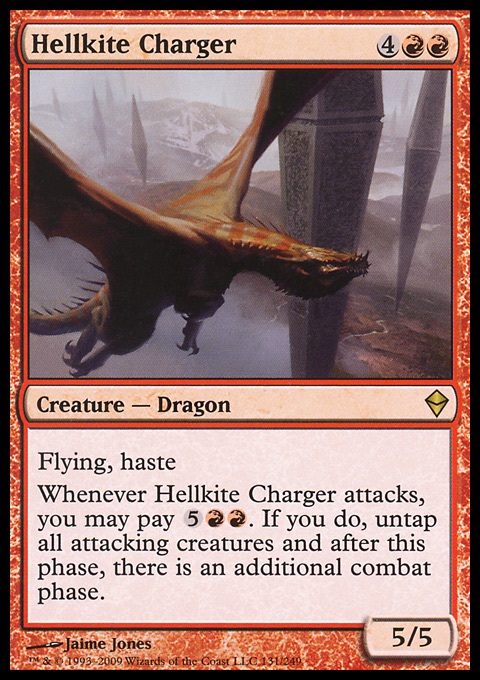 Hellkite Charger 4
Creature — Dragon
Flying, haste
Whenever Hellkite Charger attacks,
you may pay 5 . If you do, untap
all attacking creatures and after this
phase, there is an additional combat
phase.
5/5
Jaime Jones
™ & © 1993–2009 Wizards of the Coast LLC 131/249